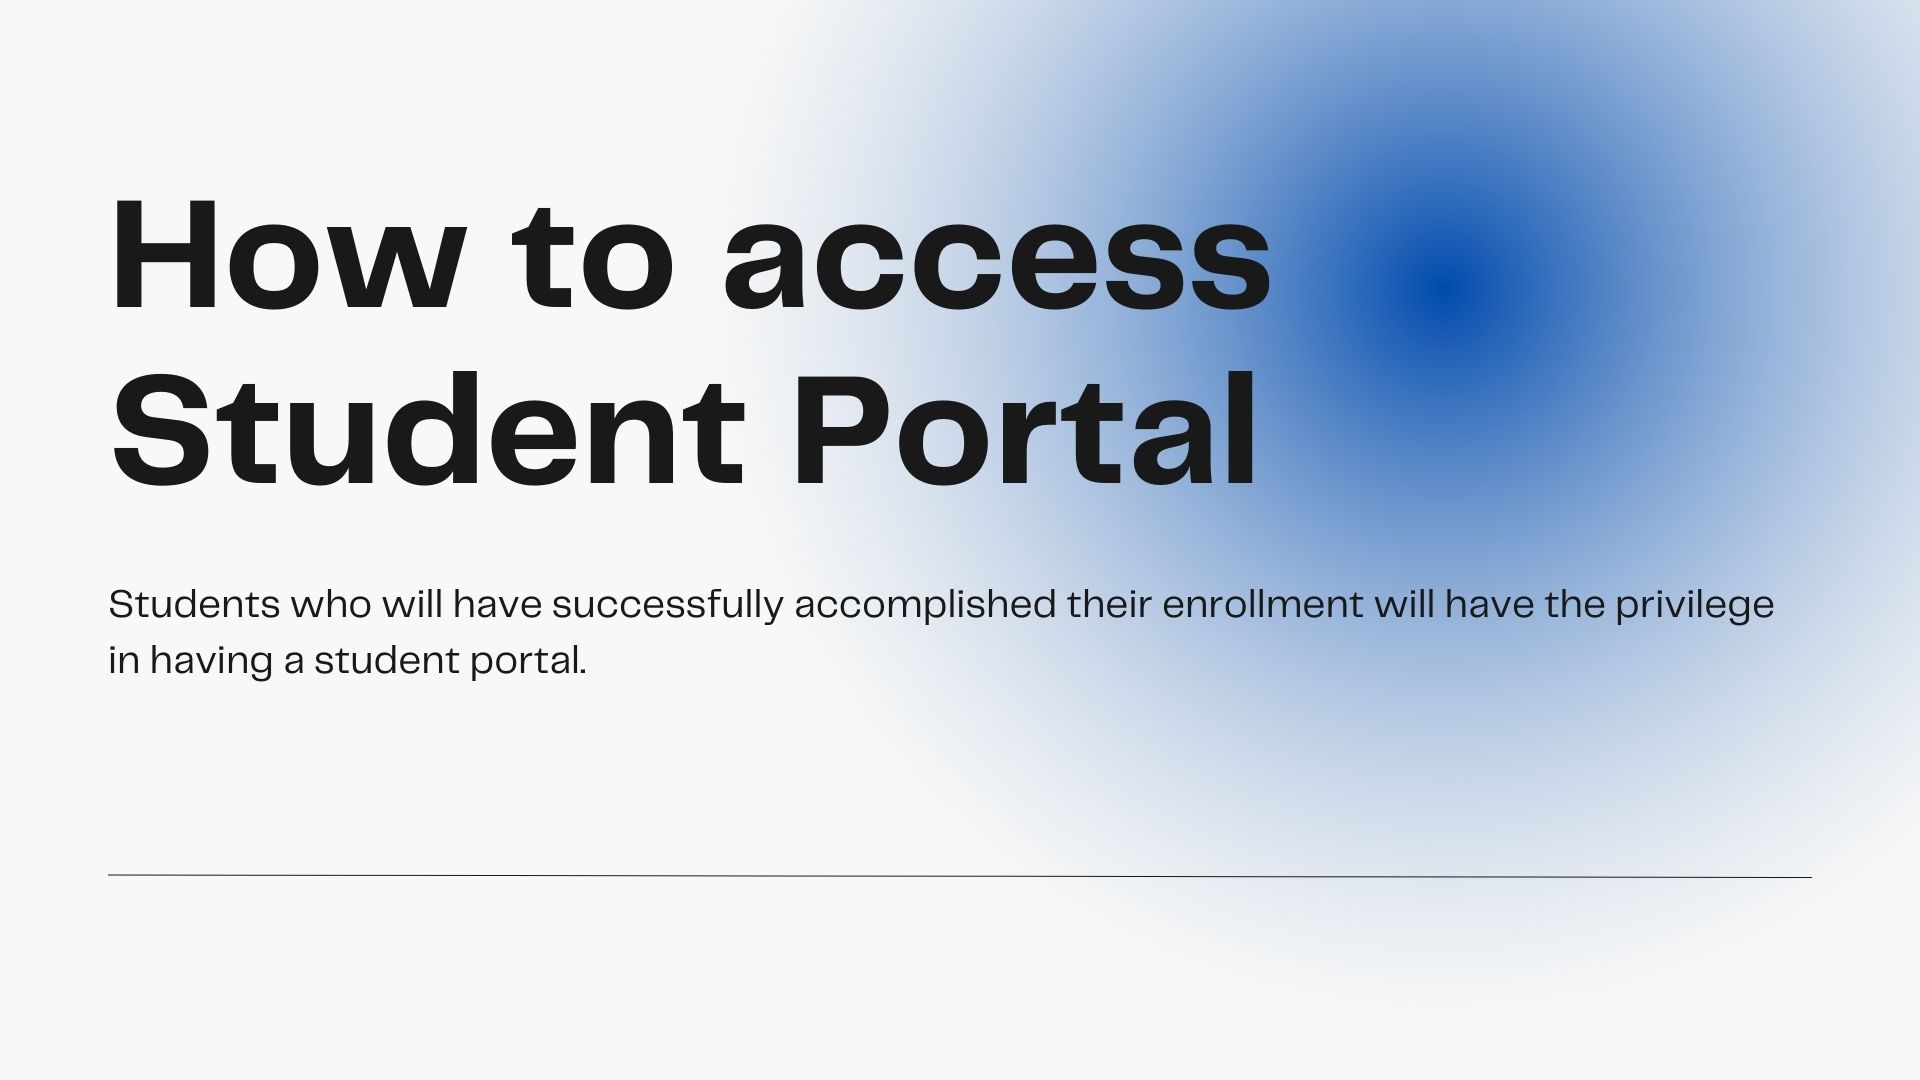 How to access
Student Portal
Students who will have successfully accomplished their enrollment will have the privilege
in having a student portal.